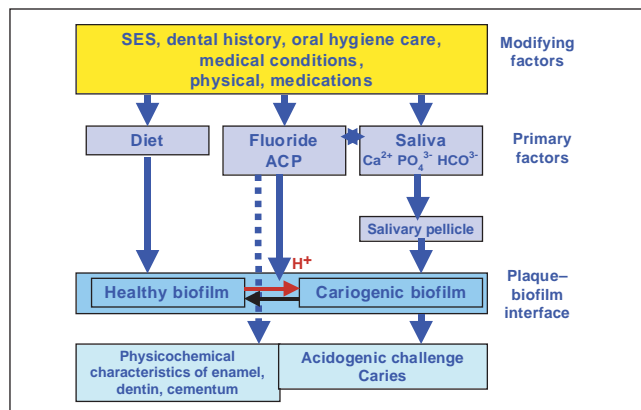 SES, dental history, oral hygiene care,
medical conditions,
physical, medications
Modifying
factors
Diet
Fluoride
ACP
Saliva
Ca2+ PO43- HCO3-
Primary
factors
Salivary pellicle
H+
Healthy biofilm
Cariogenic biofilm
Plaque–
biofilm
interface
Physicochemical
characteristics of enamel,
dentin, cementum
Acidogenic challenge
Caries